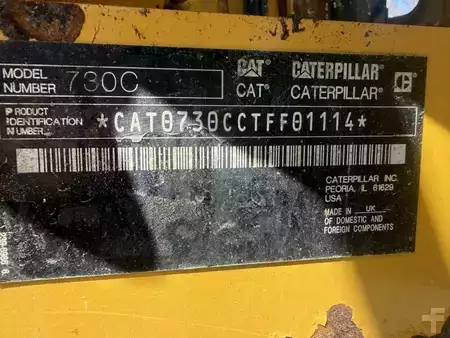 MODEL NUMBER 730C
CAT CATERPILLAR
CAT® CATERPILLAR®
PRODUCT IDENTIFICATION NUMBER *CAT0730CCTFF01114*
CATERPILLAR INC.
PEORIA, IL 61629
USA
MADE IN UK
OF DOMESTIC AND
FOREIGN COMPONENTS